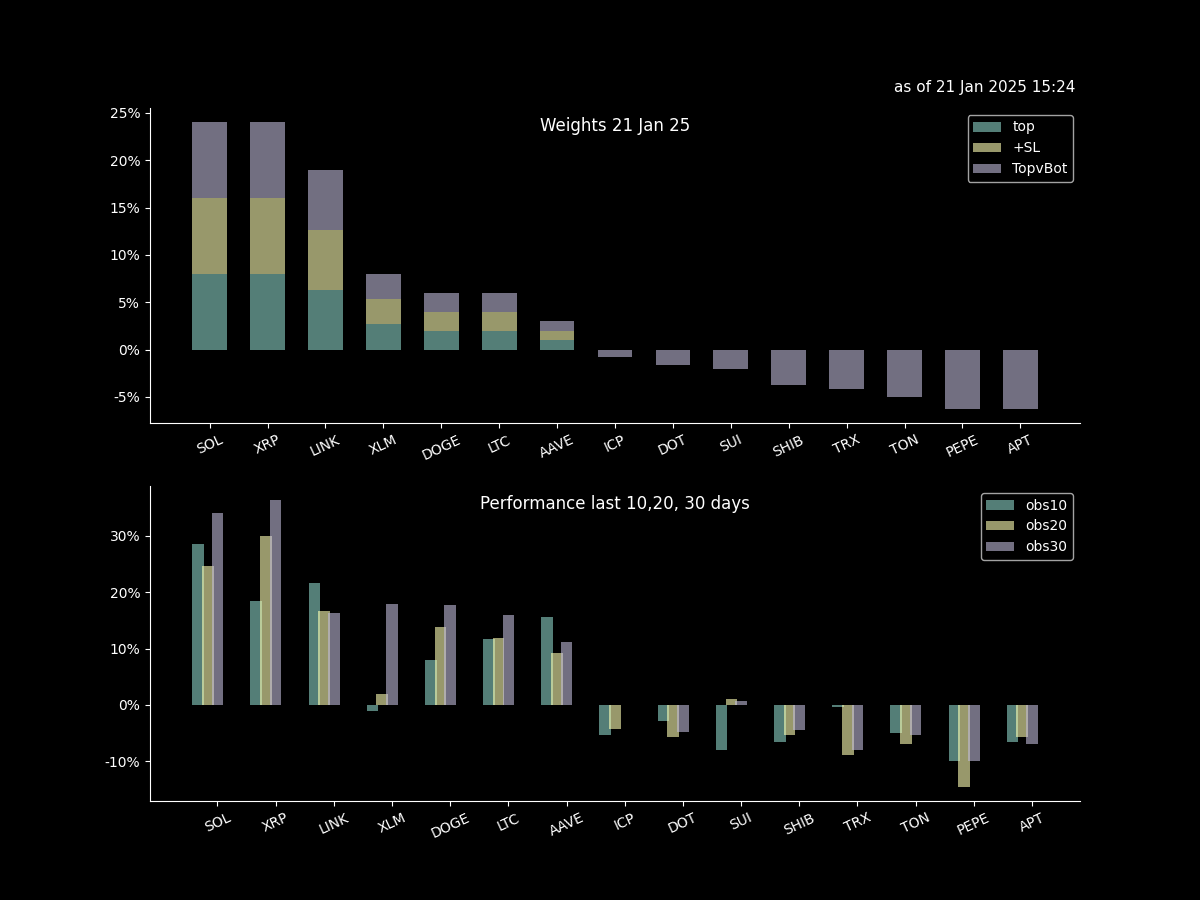 as of 21 Jan 2025 15:24
Weights 21 Jan 25
top
+SL
TopvBot
25%
20%
15%
10%
5%
0%
-5%
SOL XRP LINK XLM DOGE LTC AAVE ICP DOT SUI SHIB TRX TON PEPE APT
Performance last 10,20, 30 days
obs10
obs20
obs30
30%
20%
10%
0%
-10%
SOL XRP LINK XLM DOGE LTC AAVE ICP DOT SUI SHIB TRX TON PEPE APT